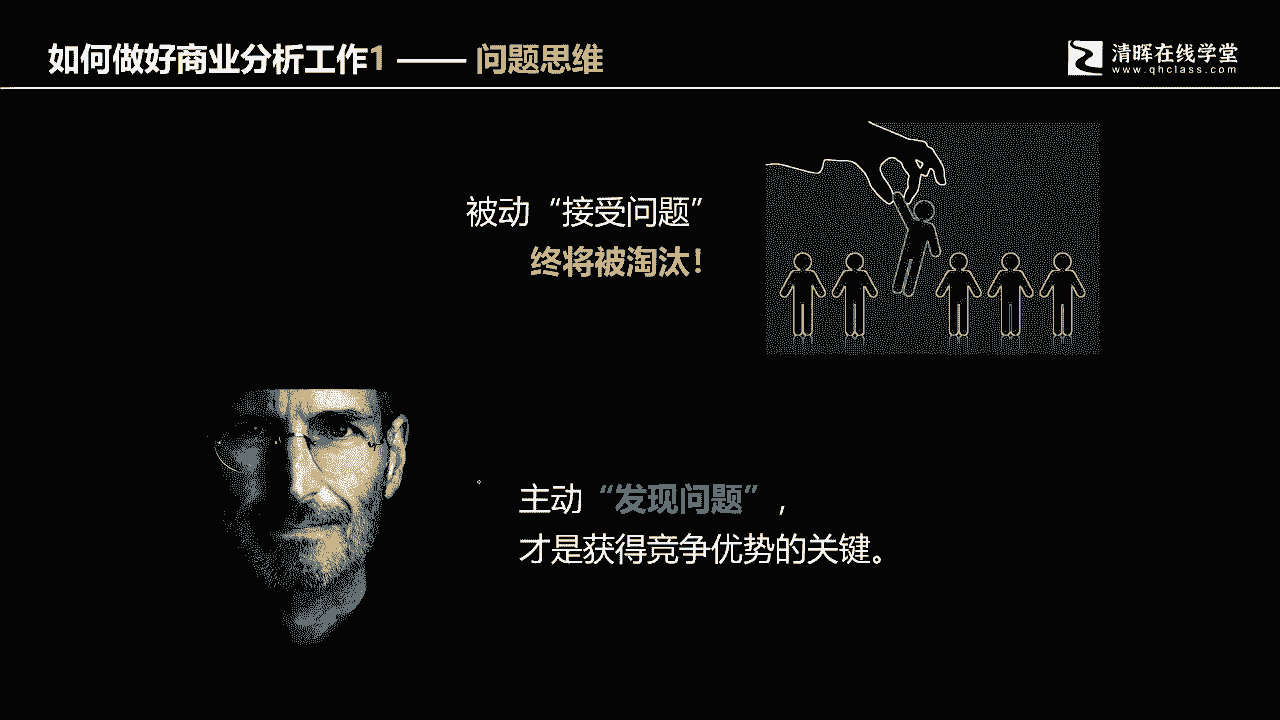 如何做好商业分析工作1 —— 问题思维
清晖在线学堂
www.qhclass.com
被动“接受问题”
终将被淘汰！
主动“发现问题”，
才是获得竞争优势的关键。